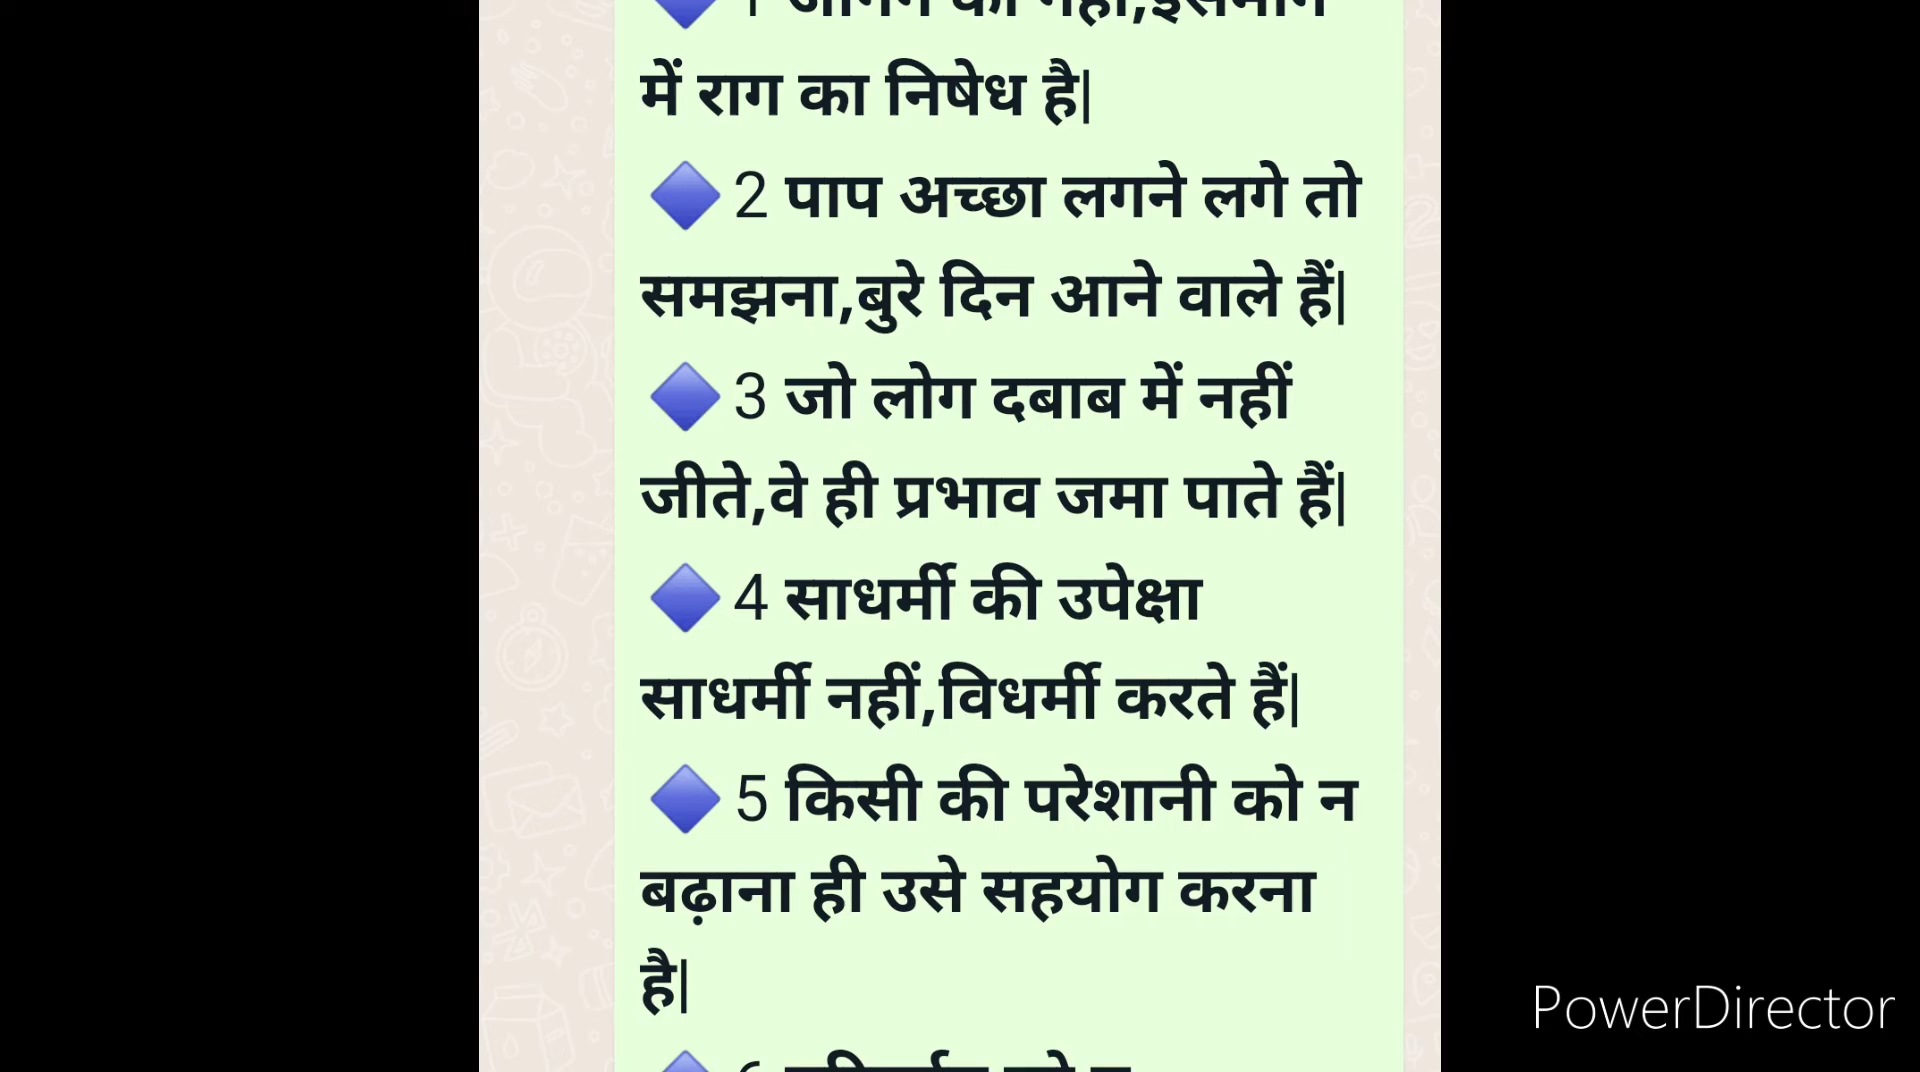 में राग का निषेध है|
🔷 2 पाप अच्छा लगने लगे तो
समझना,बुरे दिन आने वाले हैं|
🔷 3 जो लोग दबाब में नहीं
जीते,वे ही प्रभाव जमा पाते हैं|
🔷 4 साधर्मी की उपेक्षा
साधर्मी नहीं,विधर्मी करते हैं|
🔷 5 किसी की परेशानी को न
बढ़ाना ही उसे सहयोग करना
है|
PowerDirector